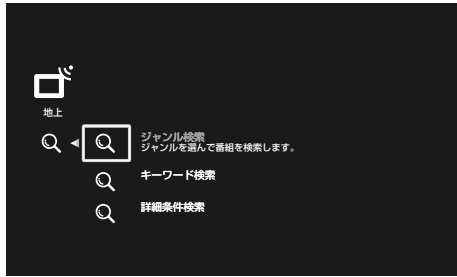 地上
ジャンル検索
ジャンルを選んで番組を検索します。
キーワード検索
詳細条件検索